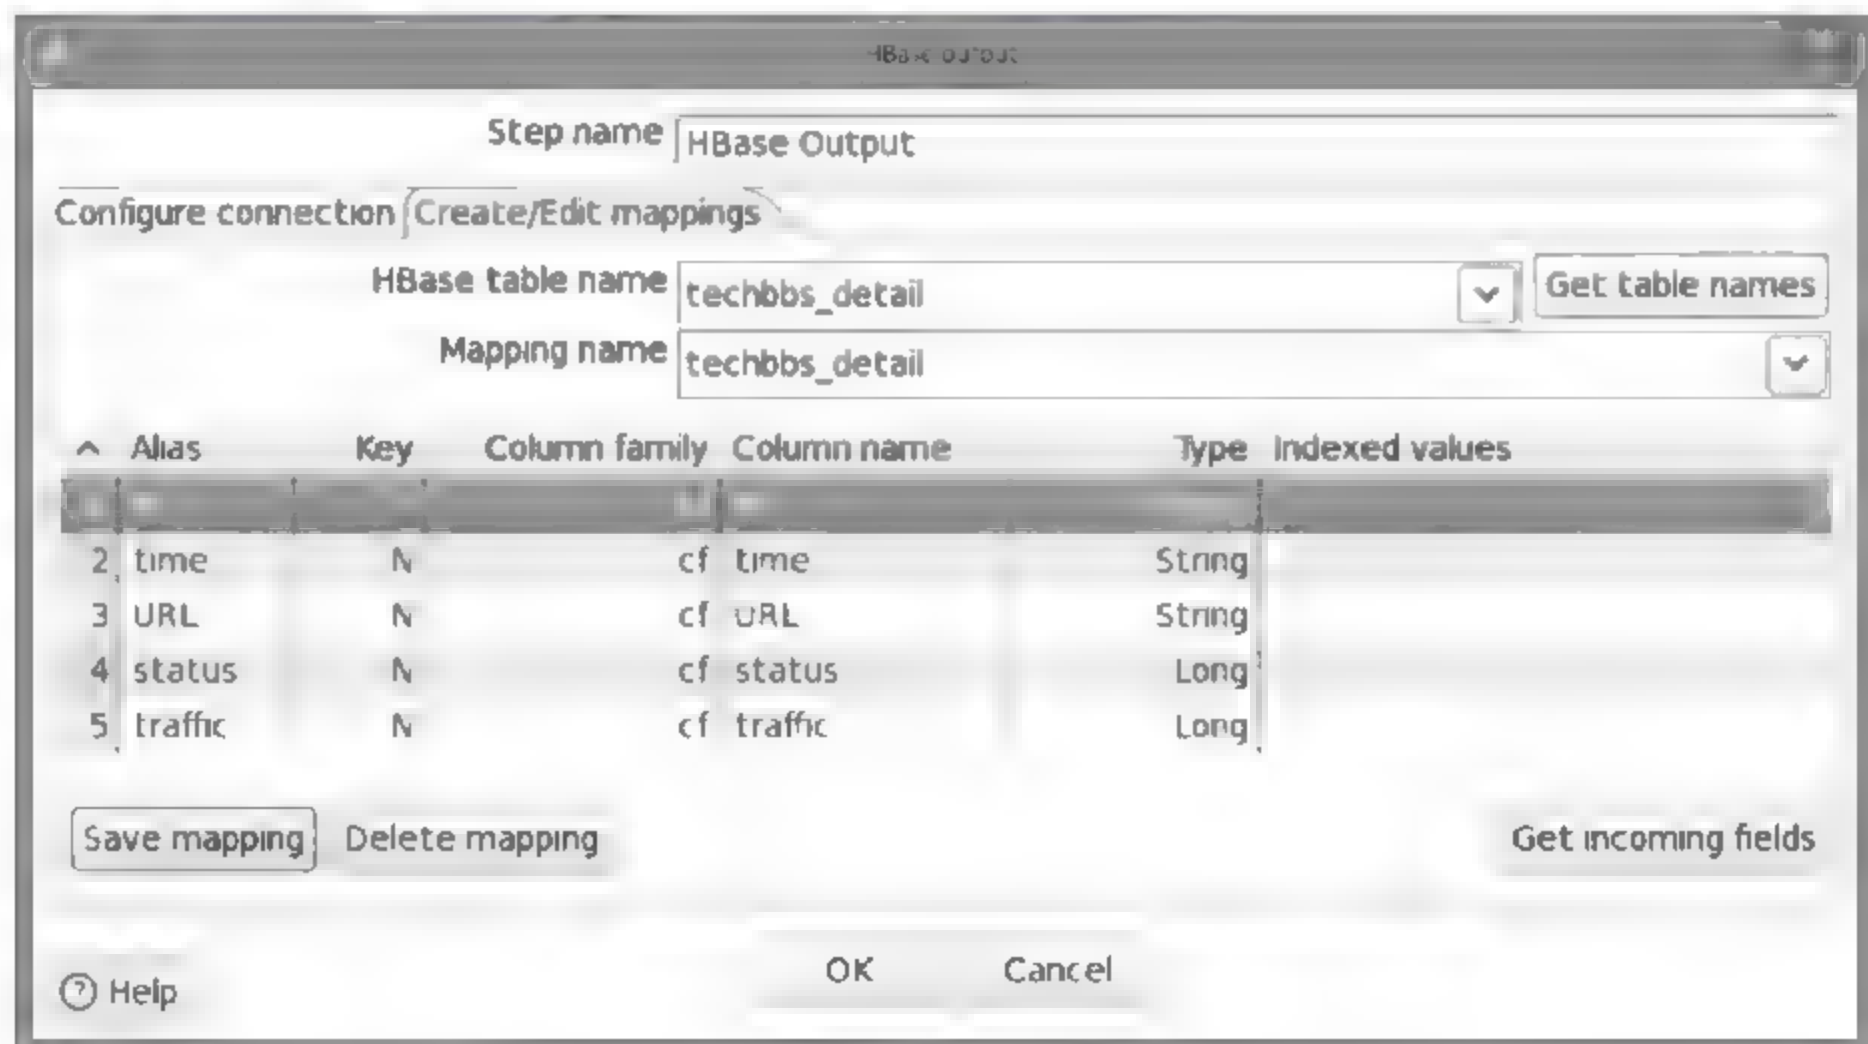 HBase output
Step name HBase Output
Configure connection Create/Edit mappings
HBase table name techbbs_detail Get table names
Mapping name techbbs_detail
Alias Key Column family Column name Type Indexed values
2 time N cf time String
3 URL N cf URL String
4 status N cf status Long
5 traffic N cf traffic Long
Save mapping Delete mapping Get incoming fields
OK Cancel
Help